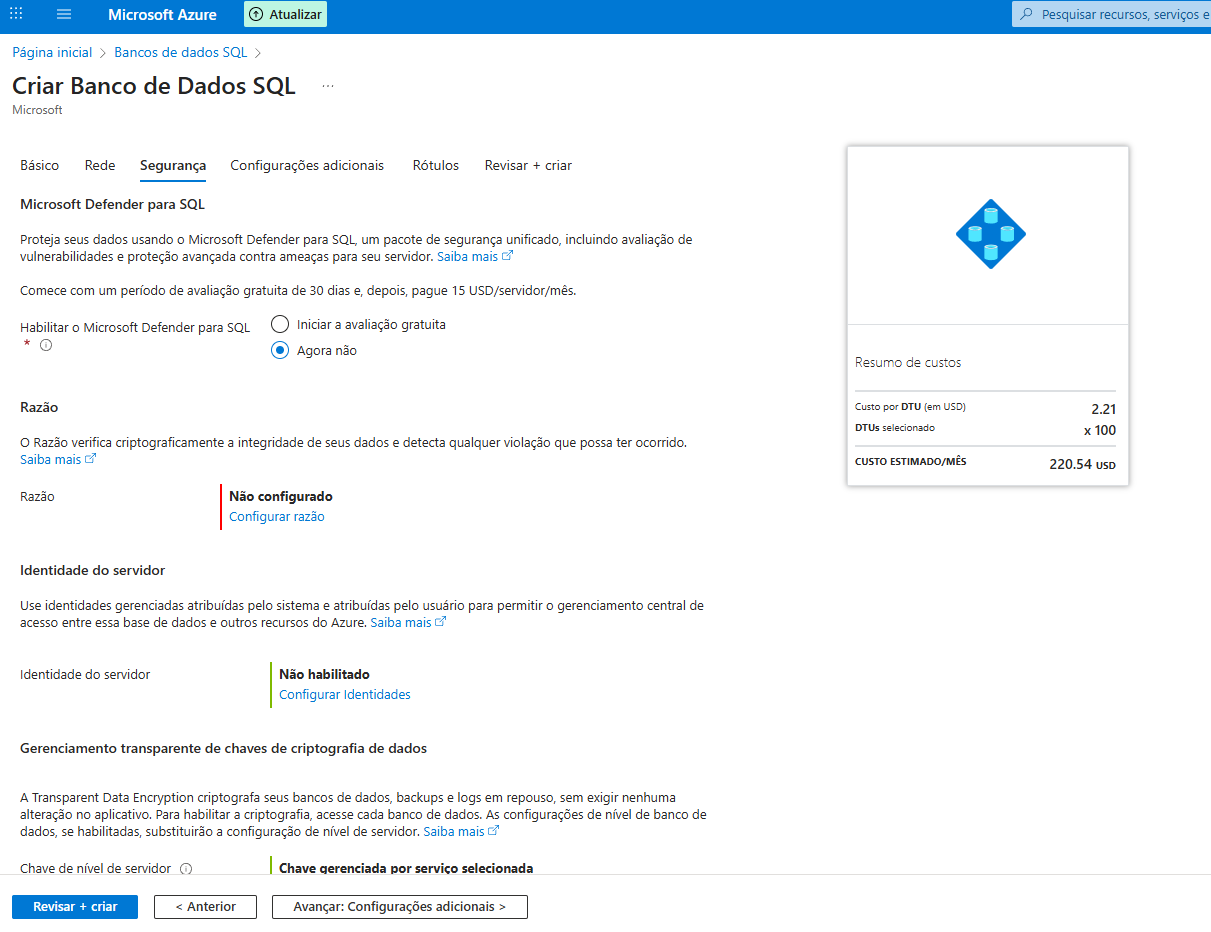 Microsoft Azure
Atualizar
Pesquisar recursos, serviços e
Página inicial > Bancos de dados SQL >
Criar Banco de Dados SQL ...
Microsoft
Básico Rede Segurança Configurações adicionais Rótulos Revisar + criar
Microsoft Defender para SQL
Proteja seus dados usando o Microsoft Defender para SQL, um pacote de segurança unificado, incluindo avaliação de
vulnerabilidades e proteção avançada contra ameaças para seu servidor. Saiba mais
Comece com um período de avaliação gratuita de 30 dias e, depois, pague 15 USD/servidor/mês.
Habilitar o Microsoft Defender para SQL
*
Iniciar a avaliação gratuita
Agora não
Razão
O Razão verifica criptograficamente a integridade de seus dados e detecta qualquer violação que possa ter ocorrido.
Saiba mais
Razão
Não configurado
Configurar razão
Identidade do servidor
Use identidades gerenciadas atribuídas pelo sistema e atribuídas pelo usuário para permitir o gerenciamento central de
acesso entre essa base de dados e outros recursos do Azure. Saiba mais
Identidade do servidor
Não habilitado
Configurar Identidades
Gerenciamento transparente de chaves de criptografia de dados
A Transparent Data Encryption criptografa seus bancos de dados, backups e logs em repouso, sem exigir nenhuma
alteração no aplicativo. Para habilitar a criptografia, acesse cada banco de dados. As configurações de nível de banco de
dados, se habilitadas, substituirão a configuração de nível de servidor. Saiba mais
Chave de nível de servidor
Chave gerenciada por serviço selecionada
Resumo de custos
Custo por DTU (em USD) 2.21
DTUs selecionado x 100
CUSTO ESTIMADO/MÊS 220.54 USD
Revisar + criar
< Anterior
Avançar: Configurações adicionais >